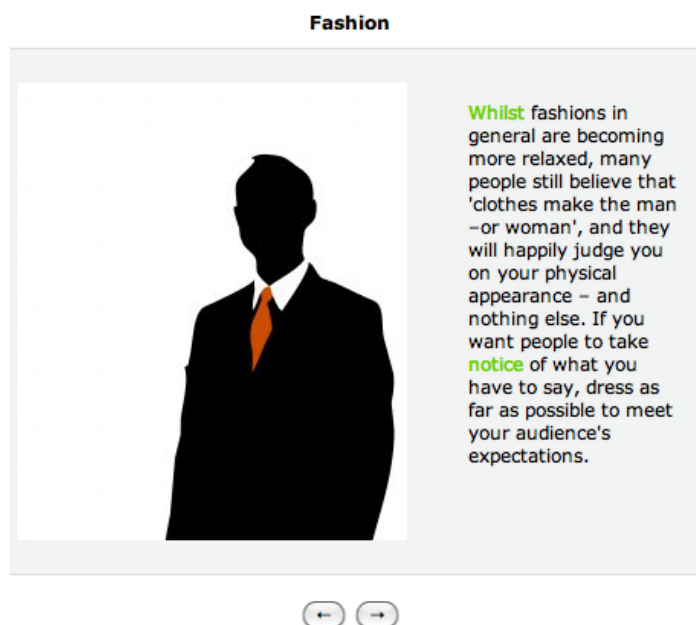 Fashion
Whilst fashions in
general are becoming
more relaxed, many
people still believe that
'clothes make the man
–or woman', and they
will happily judge you
on your physical
appearance – and
nothing else. If you
want people to take
notice of what you
have to say, dress as
far as possible to meet
your audience's
expectations.
← →